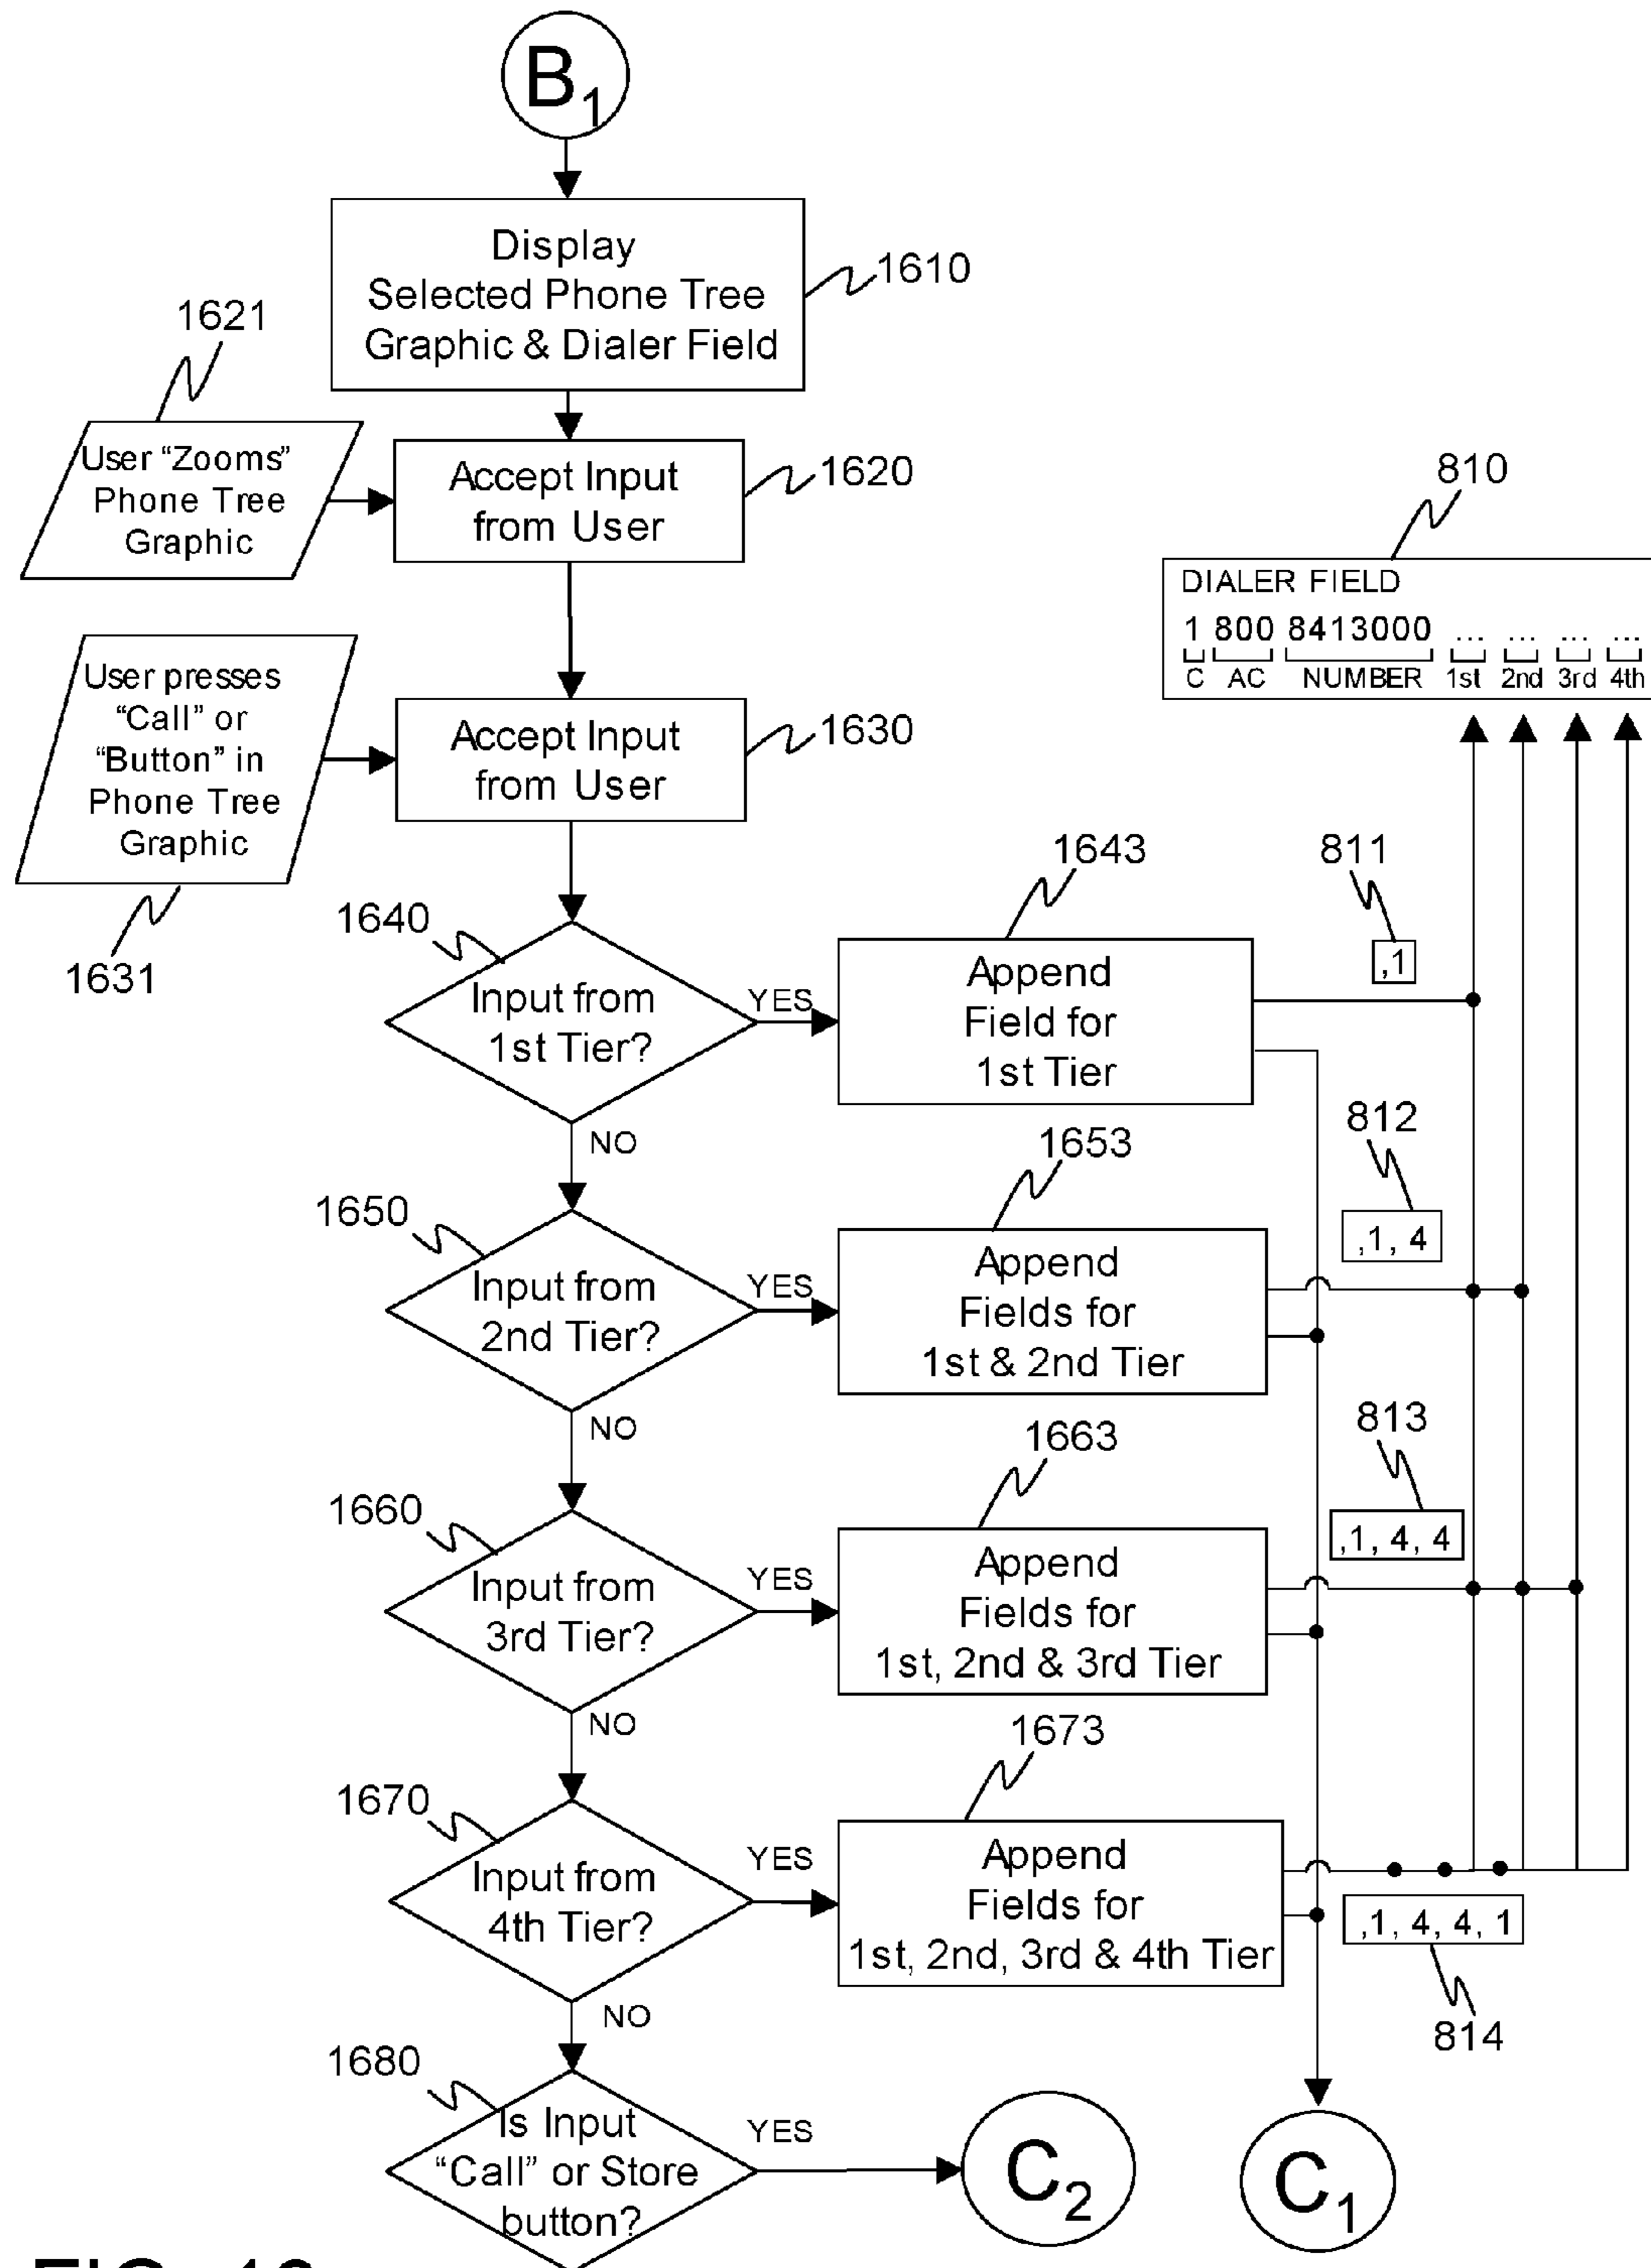 B1
Display
Selected Phone Tree
Graphic & Dialer Field
1610
1621
User “Zooms”
Phone Tree
Graphic
Accept Input
from User
1620
810
DIALER FIELD
1 800 8413000 ... ... ... ...
C AC NUMBER 1st 2nd 3rd 4th
User presses
“Call” or
“Button” in
Phone Tree
Graphic
1631
Accept Input
from User
1630
1640
Input from
1st Tier?
YES
NO
1643
Append
Field for
1st Tier
811
,1
1650
Input from
2nd Tier?
YES
NO
1653
Append
Fields for
1st & 2nd Tier
812
,1, 4
1660
Input from
3rd Tier?
YES
NO
1663
Append
Fields for
1st, 2nd & 3rd Tier
813
,1, 4, 4
1670
Input from
4th Tier?
YES
NO
1673
Append
Fields for
1st, 2nd, 3rd & 4th Tier
,1, 4, 4, 1
814
1680
Is Input
“Call” or Store
button?
YES
C2
C1